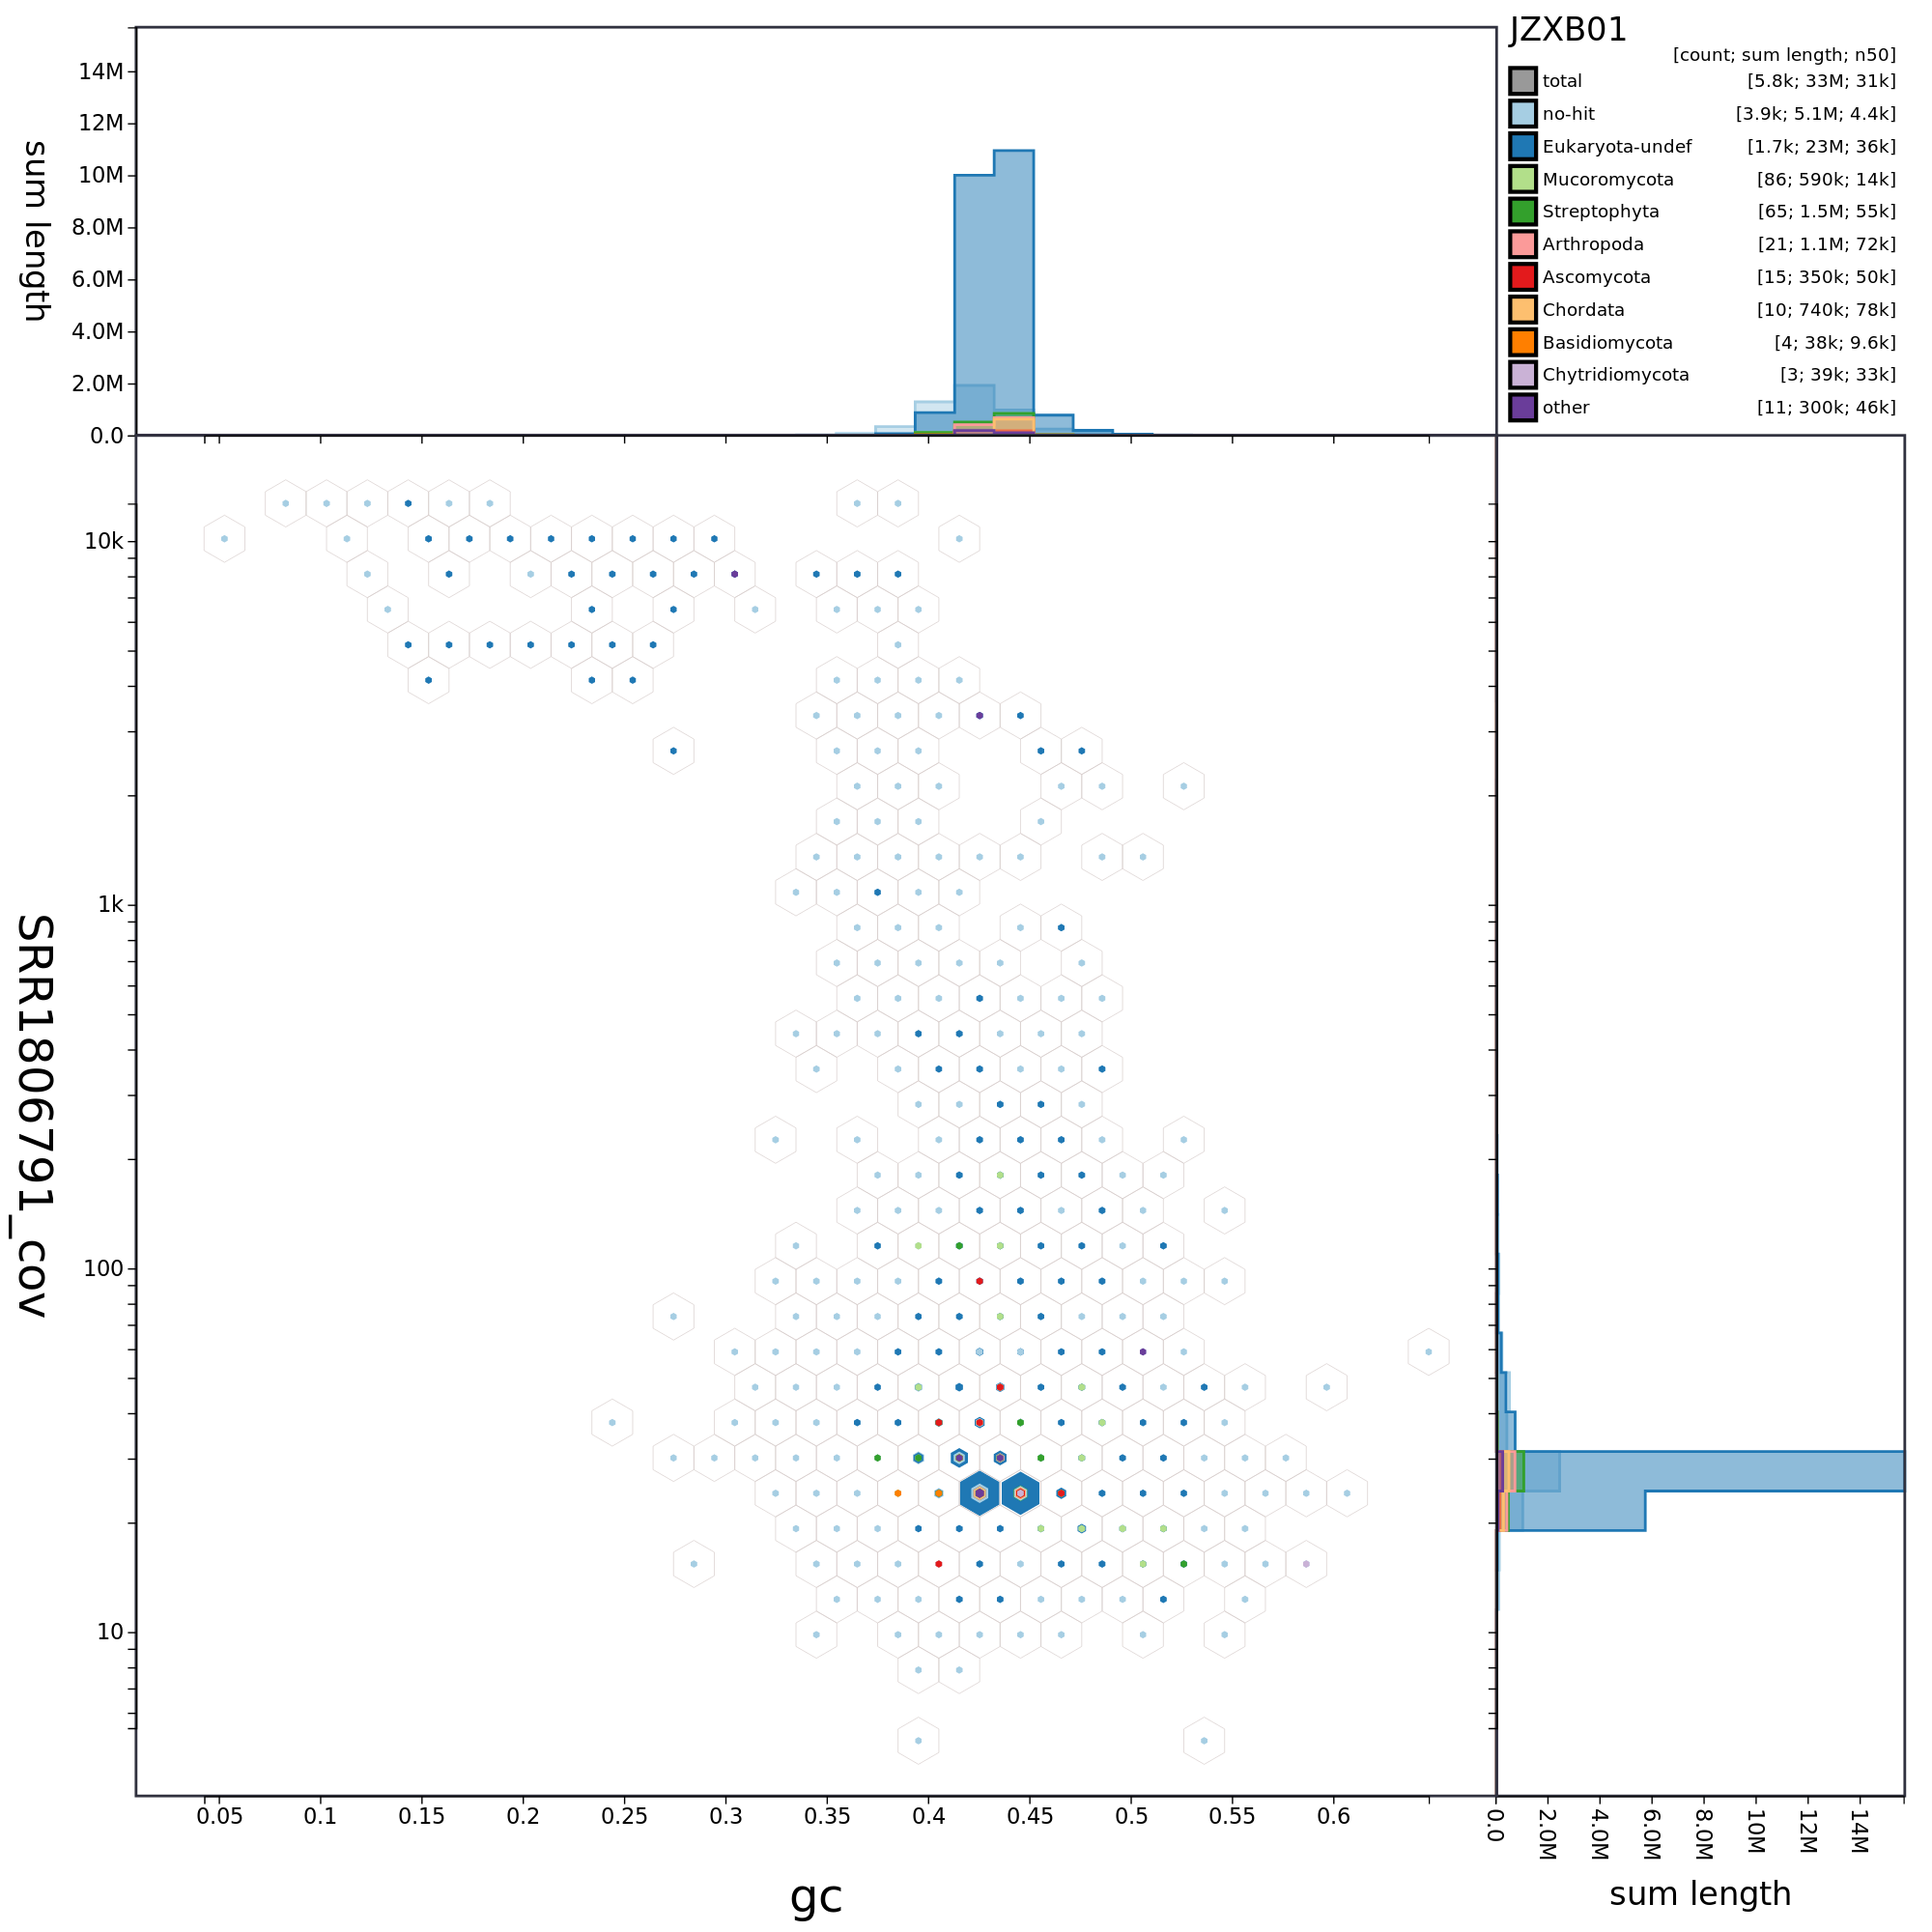 JZXB01
[count; sum length; n50]
total [5.8k; 33M; 31k]
no-hit [3.9k; 5.1M; 4.4k]
Eukaryota-undef [1.7k; 23M; 36k]
Mucoromycota [86; 590k; 14k]
Streptophyta [65; 1.5M; 55k]
Arthropoda [21; 1.1M; 72k]
Ascomycota [15; 350k; 50k]
Chordata [10; 740k; 78k]
Basidiomycota [4; 38k; 9.6k]
Chytridiomycota [3; 39k; 33k]
other [11; 300k; 46k]
sum length
14M
12M
10M
8.0M
6.0M
4.0M
2.0M
0.0
SRR1806791_cov
10k
1k
100
10
0.05 0.1 0.15 0.2 0.25 0.3 0.35 0.4 0.45 0.5 0.55 0.6
gc
0.0 2.0M 4.0M 6.0M 8.0M 10M 12M 14M
sum length